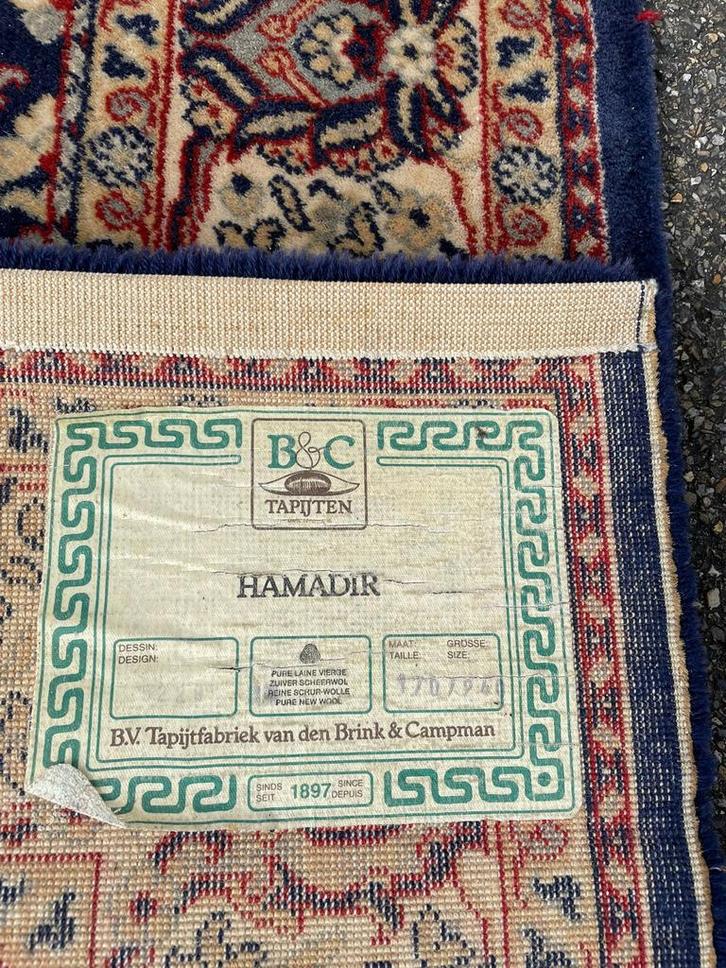 B&C
TAPIJTEN
HAMADIR
DESSIN:
DESIGN:
PURE LAINE VIERGE
ZUIVER SCHEERWOL
REINE SCHUR-WOLLE
PURE NEW WOOL
MAAT: GRÖSSE:
TAILLE: SIZE:
B.V. Tapijtfabriek van den Brink & Campman
SINDS SINCE
SEIT 1897 DEPUIS